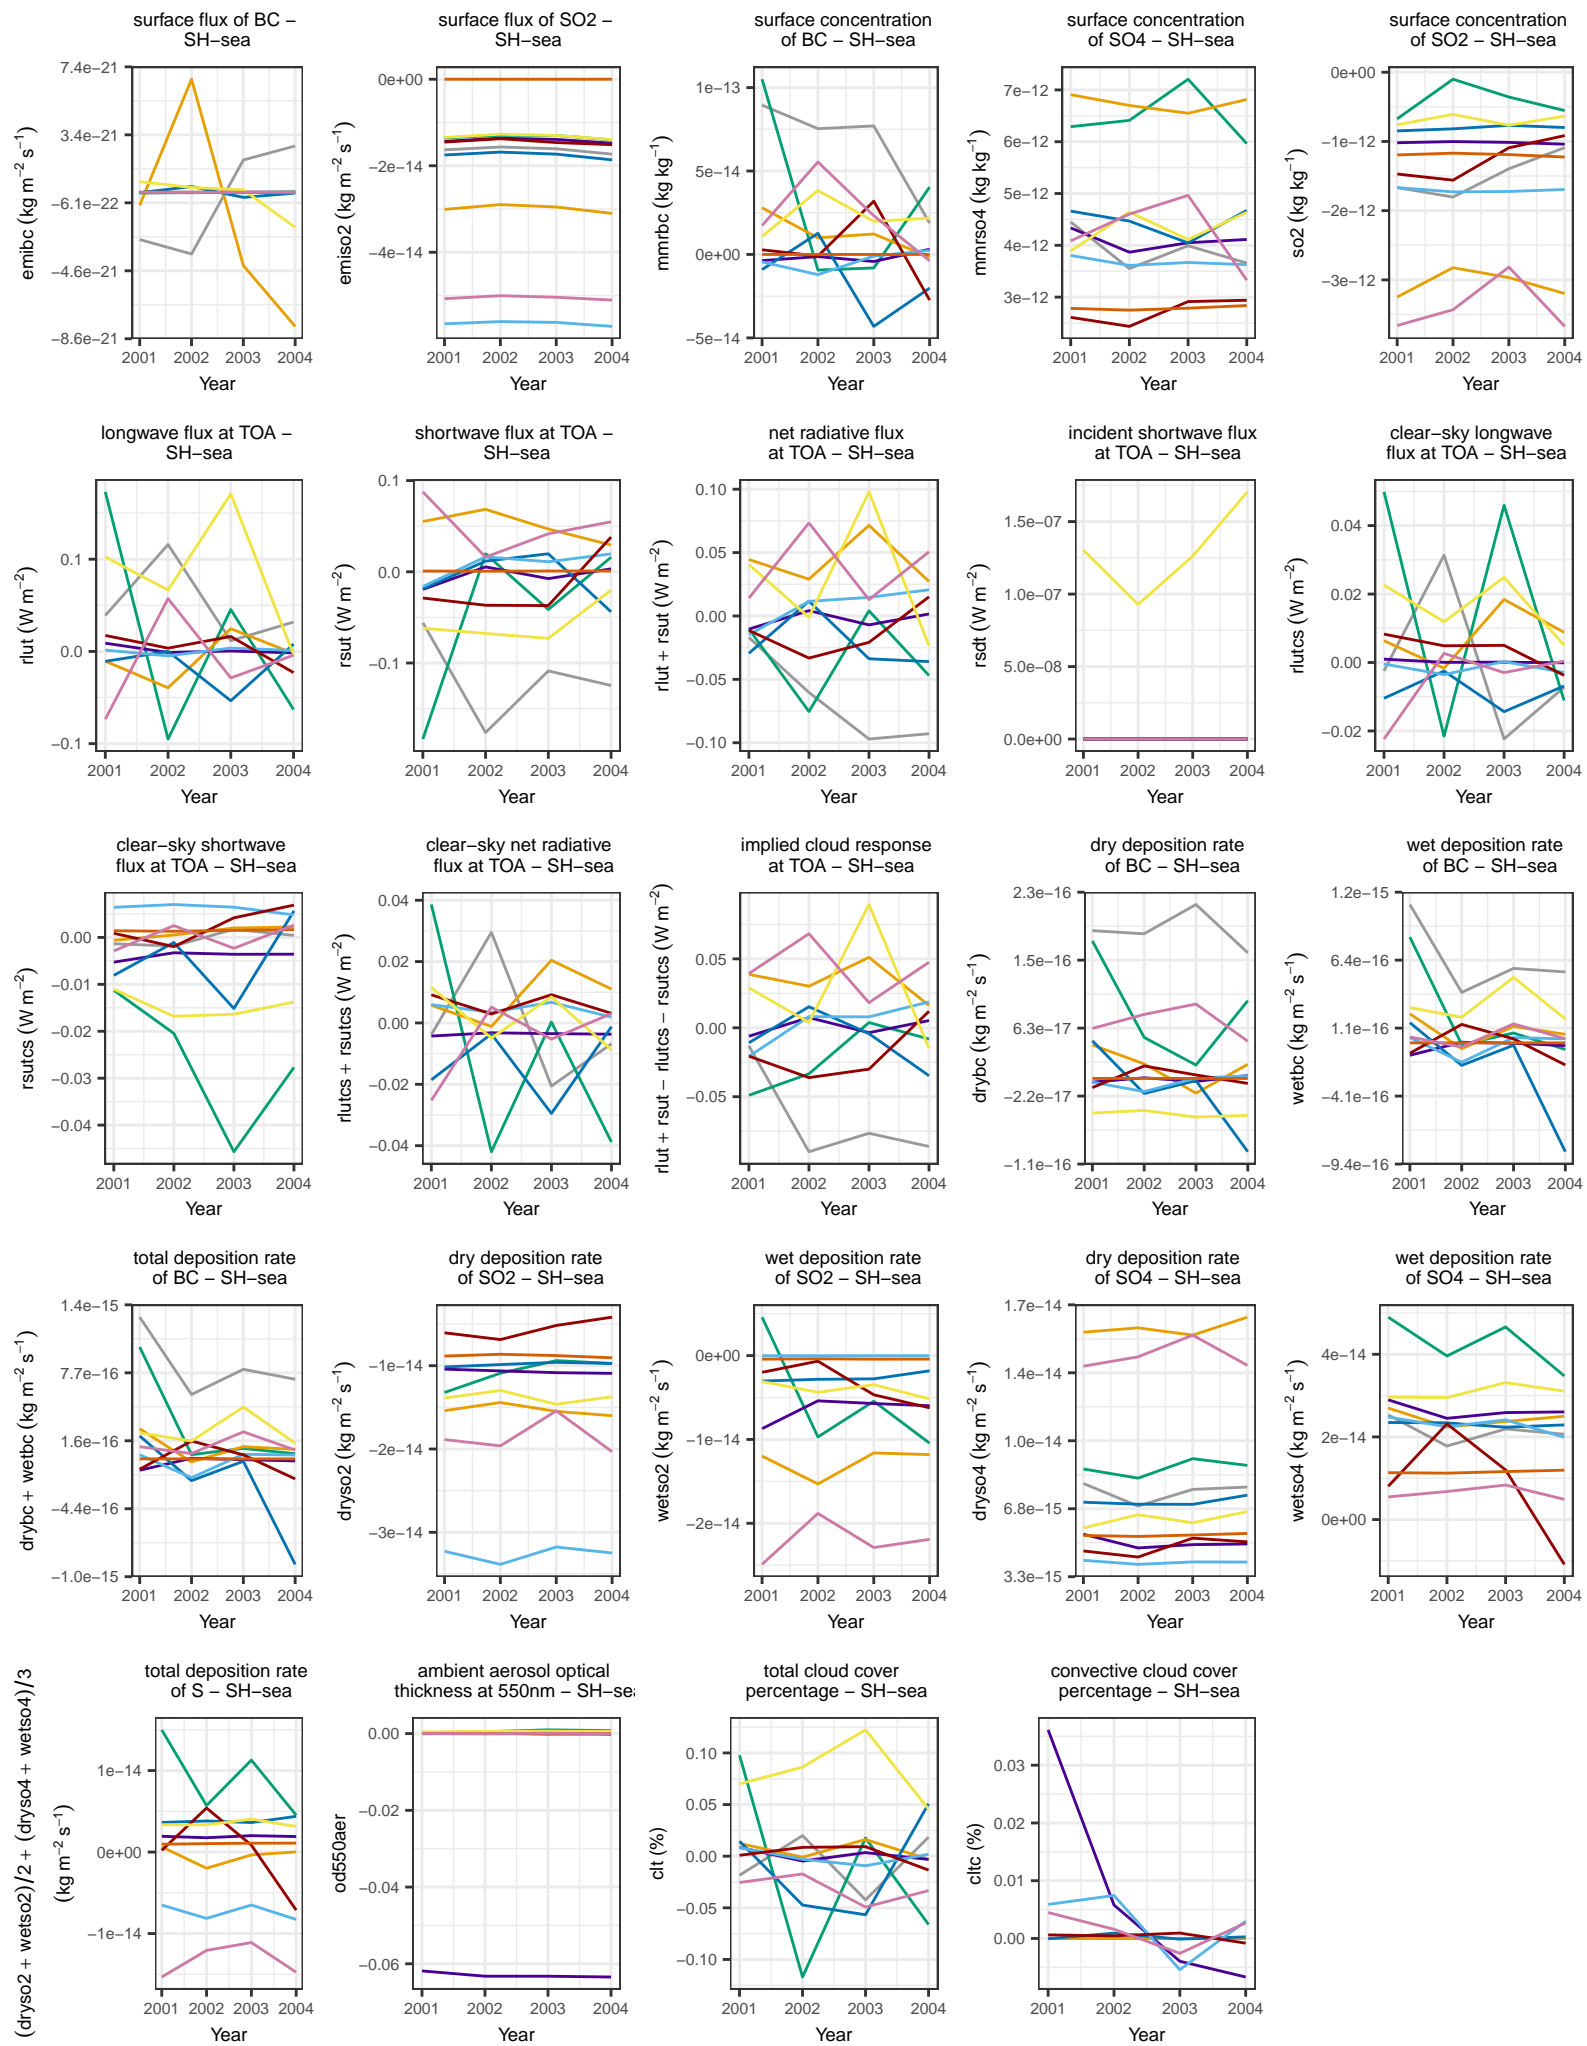 surface flux of BC −
SH−sea
emibc (kg m−2 s−1)
7.4e−21
3.4e−21
−6.1e−22
−4.6e−21
−8.6e−21
2001 2002 2003 2004
Year
surface flux of SO2 −
SH−sea
emiso2 (kg m−2 s−1)
0e+00
−2e−14
−4e−14
2001 2002 2003 2004
Year
surface concentration
of BC − SH−sea
mmrbc (kg kg−1)
1e−13
5e−14
0e+00
−5e−14
2001 2002 2003 2004
Year
surface concentration
of SO4 − SH−sea
mmrso4 (kg kg−1)
7e−12
6e−12
5e−12
4e−12
3e−12
2001 2002 2003 2004
Year
surface concentration
of SO2 − SH−sea
so2 (kg kg−1)
0e+00
−1e−12
−2e−12
−3e−12
2001 2002 2003 2004
Year
longwave flux at TOA −
SH−sea
rlut (W m−2)
0.1
0.0
−0.1
2001 2002 2003 2004
Year
shortwave flux at TOA −
SH−sea
rsut (W m−2)
0.1
0.0
−0.1
2001 2002 2003 2004
Year
net radiative flux
at TOA − SH−sea
rlut + rsut (W m−2)
0.10
0.05
0.00
−0.05
−0.10
2001 2002 2003 2004
Year
incident shortwave flux
at TOA − SH−sea
rsdt (W m−2)
1.5e−07
1.0e−07
5.0e−08
0.0e+00
2001 2002 2003 2004
Year
clear−sky longwave
flux at TOA − SH−sea
rlutcs (W m−2)
0.04
0.02
0.00
−0.02
2001 2002 2003 2004
Year
clear−sky shortwave
flux at TOA − SH−sea
rsutcs (W m−2)
0.00
−0.01
−0.02
−0.03
−0.04
2001 2002 2003 2004
Year
clear−sky net radiative
flux at TOA − SH−sea
rlutcs + rsutcs (W m−2)
0.04
0.02
0.00
−0.02
−0.04
2001 2002 2003 2004
Year
implied cloud response
at TOA − SH−sea
rlut + rsut − rlutcs − rsutcs (W m−2)
0.05
0.00
−0.05
2001 2002 2003 2004
Year
dry deposition rate
of BC − SH−sea
drybc (kg m−2 s−1)
2.3e−16
1.5e−16
6.3e−17
−2.2e−17
−1.1e−16
2001 2002 2003 2004
Year
wet deposition rate
of BC − SH−sea
wetbc (kg m−2 s−1)
1.2e−15
6.4e−16
1.1e−16
−4.1e−16
−9.4e−16
2001 2002 2003 2004
Year
total deposition rate
of BC − SH−sea
drybc + wetbc (kg m−2 s−1)
1.4e−15
7.7e−16
1.6e−16
−4.4e−16
−1.0e−15
2001 2002 2003 2004
Year
dry deposition rate
of SO2 − SH−sea
dryso2 (kg m−2 s−1)
−1e−14
−2e−14
−3e−14
2001 2002 2003 2004
Year
wet deposition rate
of SO2 − SH−sea
wetso2 (kg m−2 s−1)
0e+00
−1e−14
−2e−14
2001 2002 2003 2004
Year
dry deposition rate
of SO4 − SH−sea
dryso4 (kg m−2 s−1)
1.7e−14
1.4e−14
1.0e−14
6.8e−15
3.3e−15
2001 2002 2003 2004
Year
wet deposition rate
of SO4 − SH−sea
wetso4 (kg m−2 s−1)
4e−14
2e−14
0e+00
2001 2002 2003 2004
Year
total deposition rate
of S − SH−sea
(dryso2 + wetso2)/2 + (dryso4 + wetso4)/3
(kg m−2 s−1)
1e−14
0e+00
−1e−14
2001 2002 2003 2004
Year
ambient aerosol optical
thickness at 550nm − SH−sea
od550aer
0.00
−0.02
−0.04
−0.06
2001 2002 2003 2004
Year
total cloud cover
percentage − SH−sea
clt (%)
0.10
0.05
0.00
−0.05
−0.10
2001 2002 2003 2004
Year
convective cloud cover
percentage − SH−sea
cltc (%)
0.03
0.02
0.01
0.00
2001 2002 2003 2004
Year